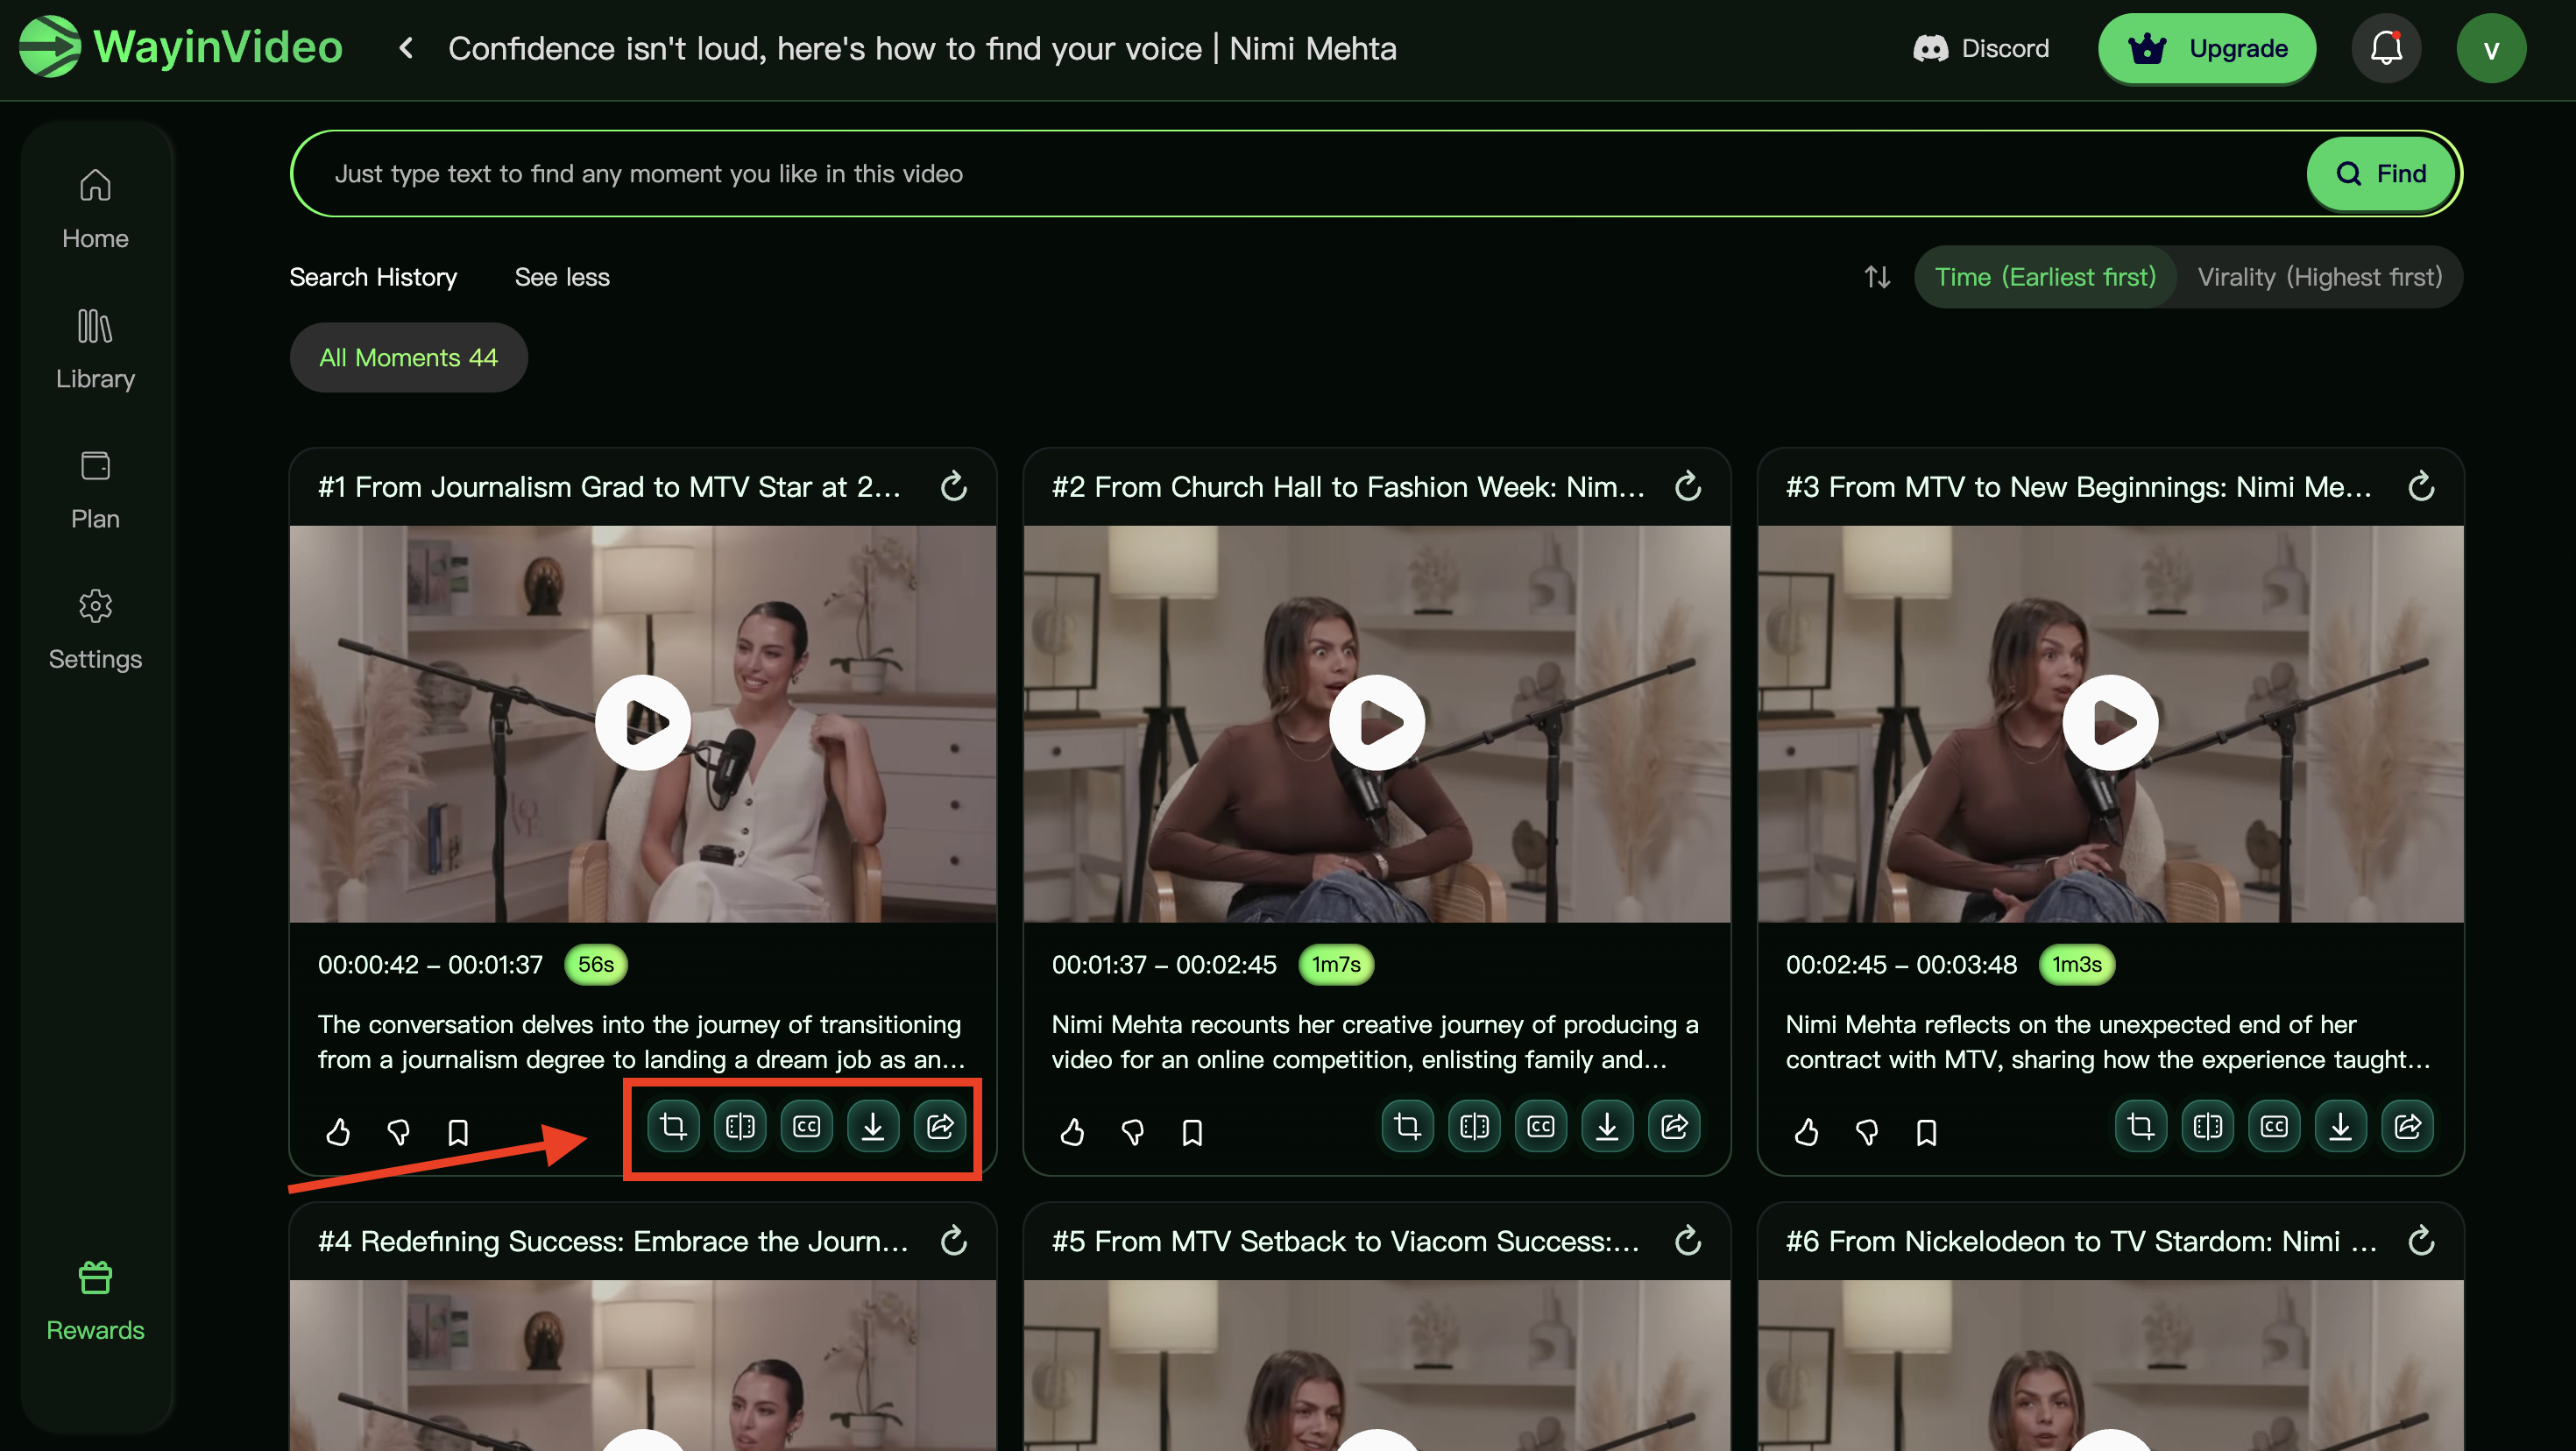 WayinVideo
Confidence isn't loud, here's how to find your voice | Nimi Mehta
Discord
Upgrade
v
Just type text to find any moment you like in this video
Find
Home
Library
Plan
Settings
Rewards
Search History
See less
Time (Earliest first)
Virality (Highest first)
All Moments 44
#1 From Journalism Grad to MTV Star at 2...
00:00:42 – 00:01:37
56s
The conversation delves into the journey of transitioning
from a journalism degree to landing a dream job as an...
CC
#2 From Church Hall to Fashion Week: Nim...
00:01:37 – 00:02:45
1m7s
Nimi Mehta recounts her creative journey of producing a
video for an online competition, enlisting family and...
CC
#3 From MTV to New Beginnings: Nimi Me...
00:02:45 – 00:03:48
1m3s
Nimi Mehta reflects on the unexpected end of her
contract with MTV, sharing how the experience taught...
CC
#4 Redefining Success: Embrace the Journ...
#5 From MTV Setback to Viacom Success:...
#6 From Nickelodeon to TV Stardom: Nimi ...